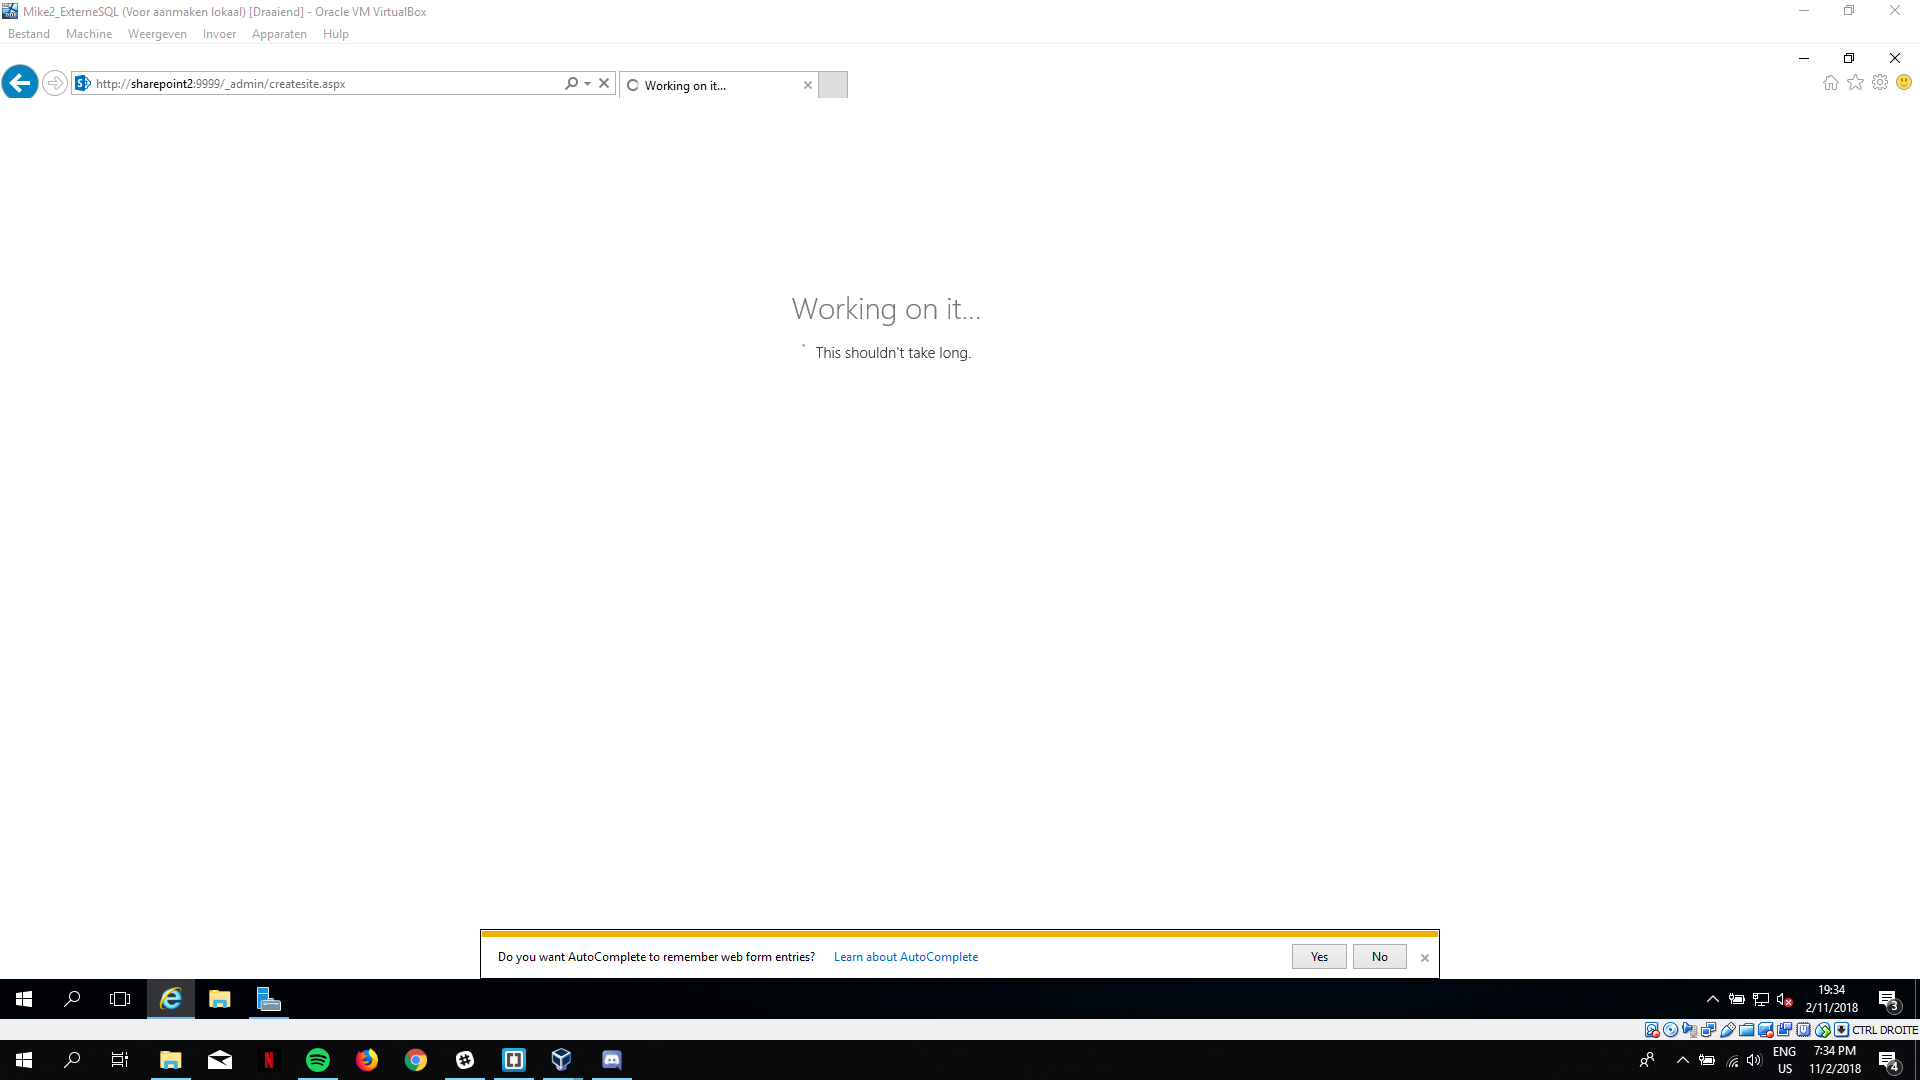 Mike2_ExterneSQL (Voor aanmaken lokaal) [Draaiend] - Oracle VM VirtualBox
Bestand Machine Weergeven Invoer Apparaten Hulp
http://sharepoint2:9999/_admin/createsite.aspx
Working on it...
Working on it...
This shouldn't take long.
Do you want AutoComplete to remember web form entries? Learn about AutoComplete Yes No
19:34
2/11/2018
3
CTRL DROITE
ENG
US
7:34 PM
11/2/2018
4